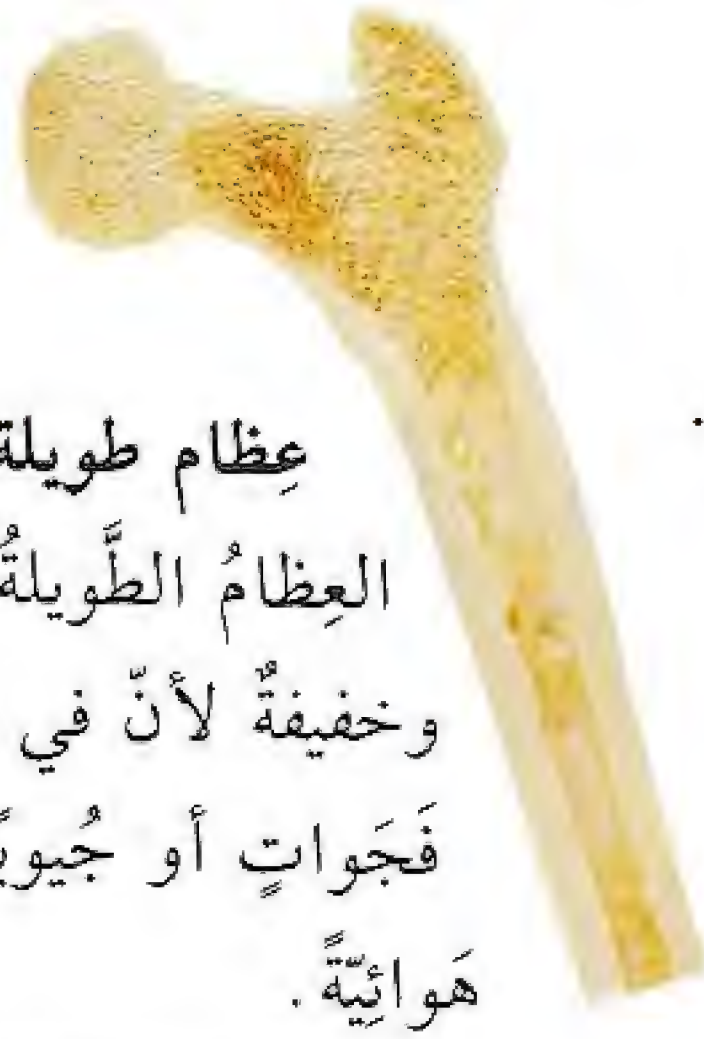 عِظام طويلة
العِظامُ الطَّويلةُ
وخفيفةٌ لأنّ في
فَجَواتٍ أو
هَوائِيّةً.